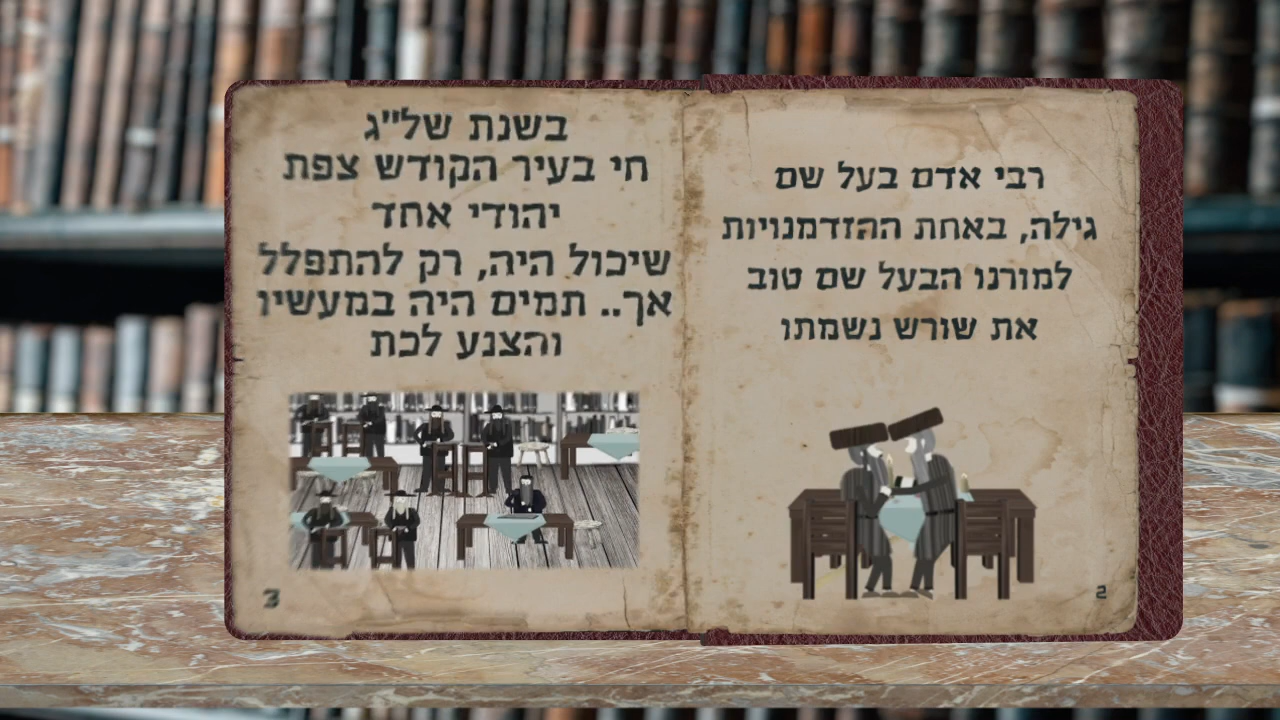 רבי אדם בעל שם
גילה, באחת ההזדמנויות
למורנו הבעל שם טוב
את שורש נשמתו
2
בשנת של"ג
חי בעיר הקודש צפת
יהודי אחד
שיכול היה, רק להתפלל
אך.. תמים היה במעשיו
והצנע לכת
3